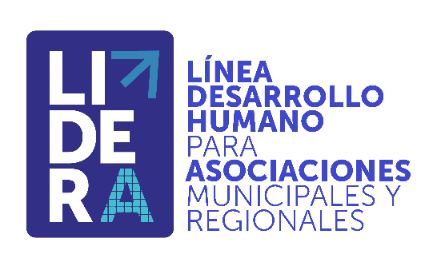 LI
DE
RA
LÍNEA
DESARROLLO
HUMANO
PARA
ASOCIACIONES
MUNICIPALES Y
REGIONALES